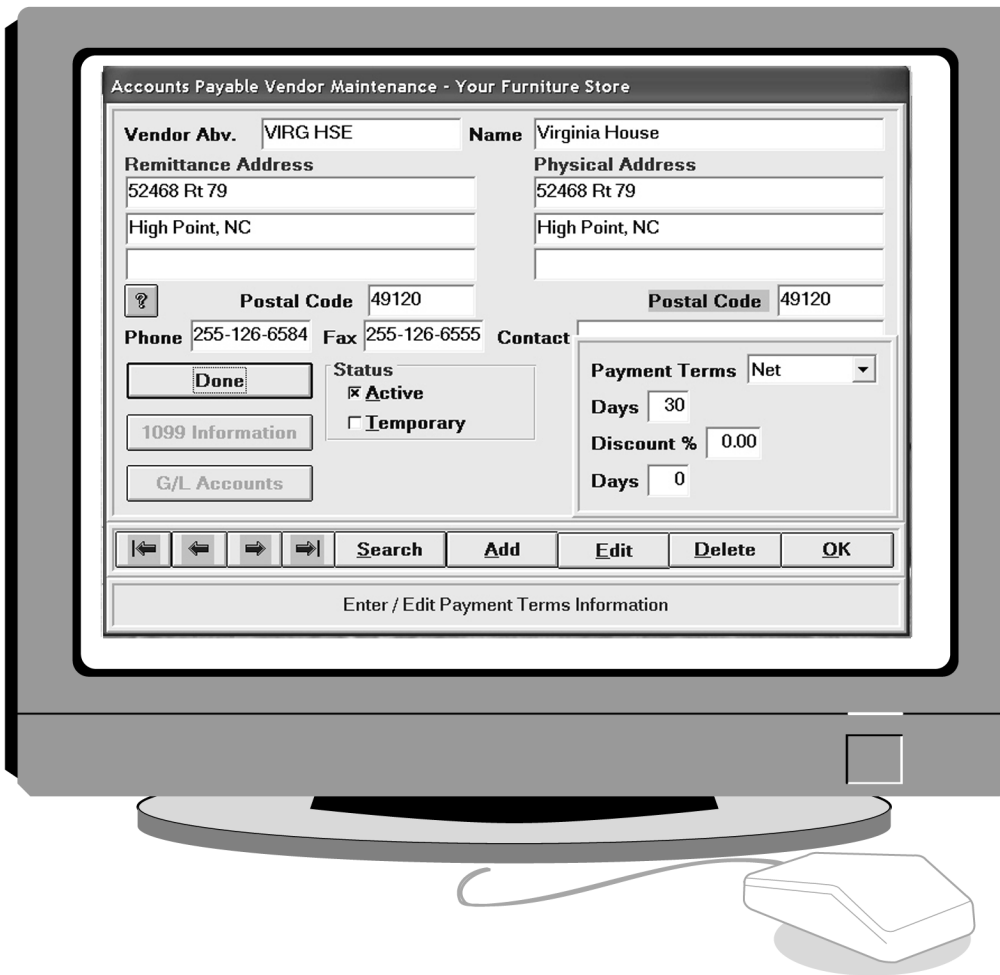 Accounts Payable Vendor Maintenance - Your Furniture Store
Vendor Abv. VIRG HSE Name Virginia House
Remittance Address Physical Address
52468 Rt 79 52468 Rt 79
High Point, NC High Point, NC
? Postal Code 49120 Postal Code 49120
Phone 255-126-6584 Fax 255-126-6555 Contact
Payment Terms Net
Done Status
Active
Days 30
1099 Information Temporary
Discount % 0.00
G/L Accounts Days 0
Search Add Edit Delete OK
Enter / Edit Payment Terms Information